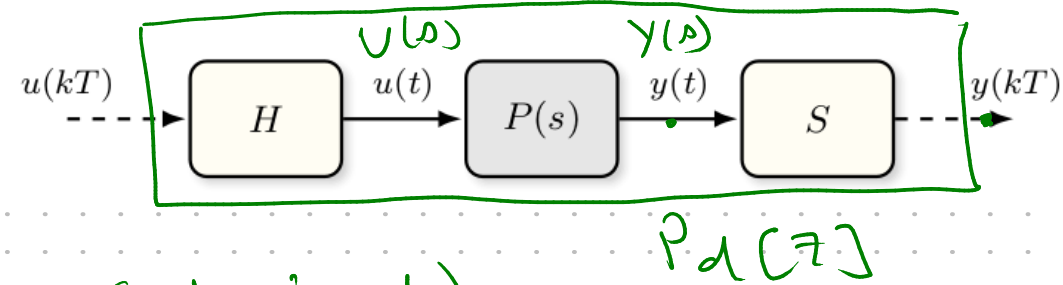 U(s) Y(s)
u(kT) u(t) y(t) y(kT)
H P(s) S
Pd[z]